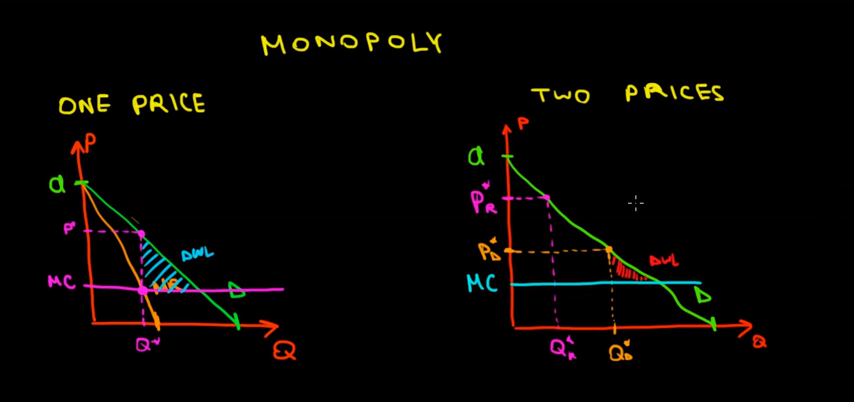 MONOPOLY
ONE PRICE
P
a
P*
DWL
MC
MR
D
Q*
Q
TWO PRICES
P
a
P*R
P*D
DWL
MC
D
Q*R
Q*D
Q